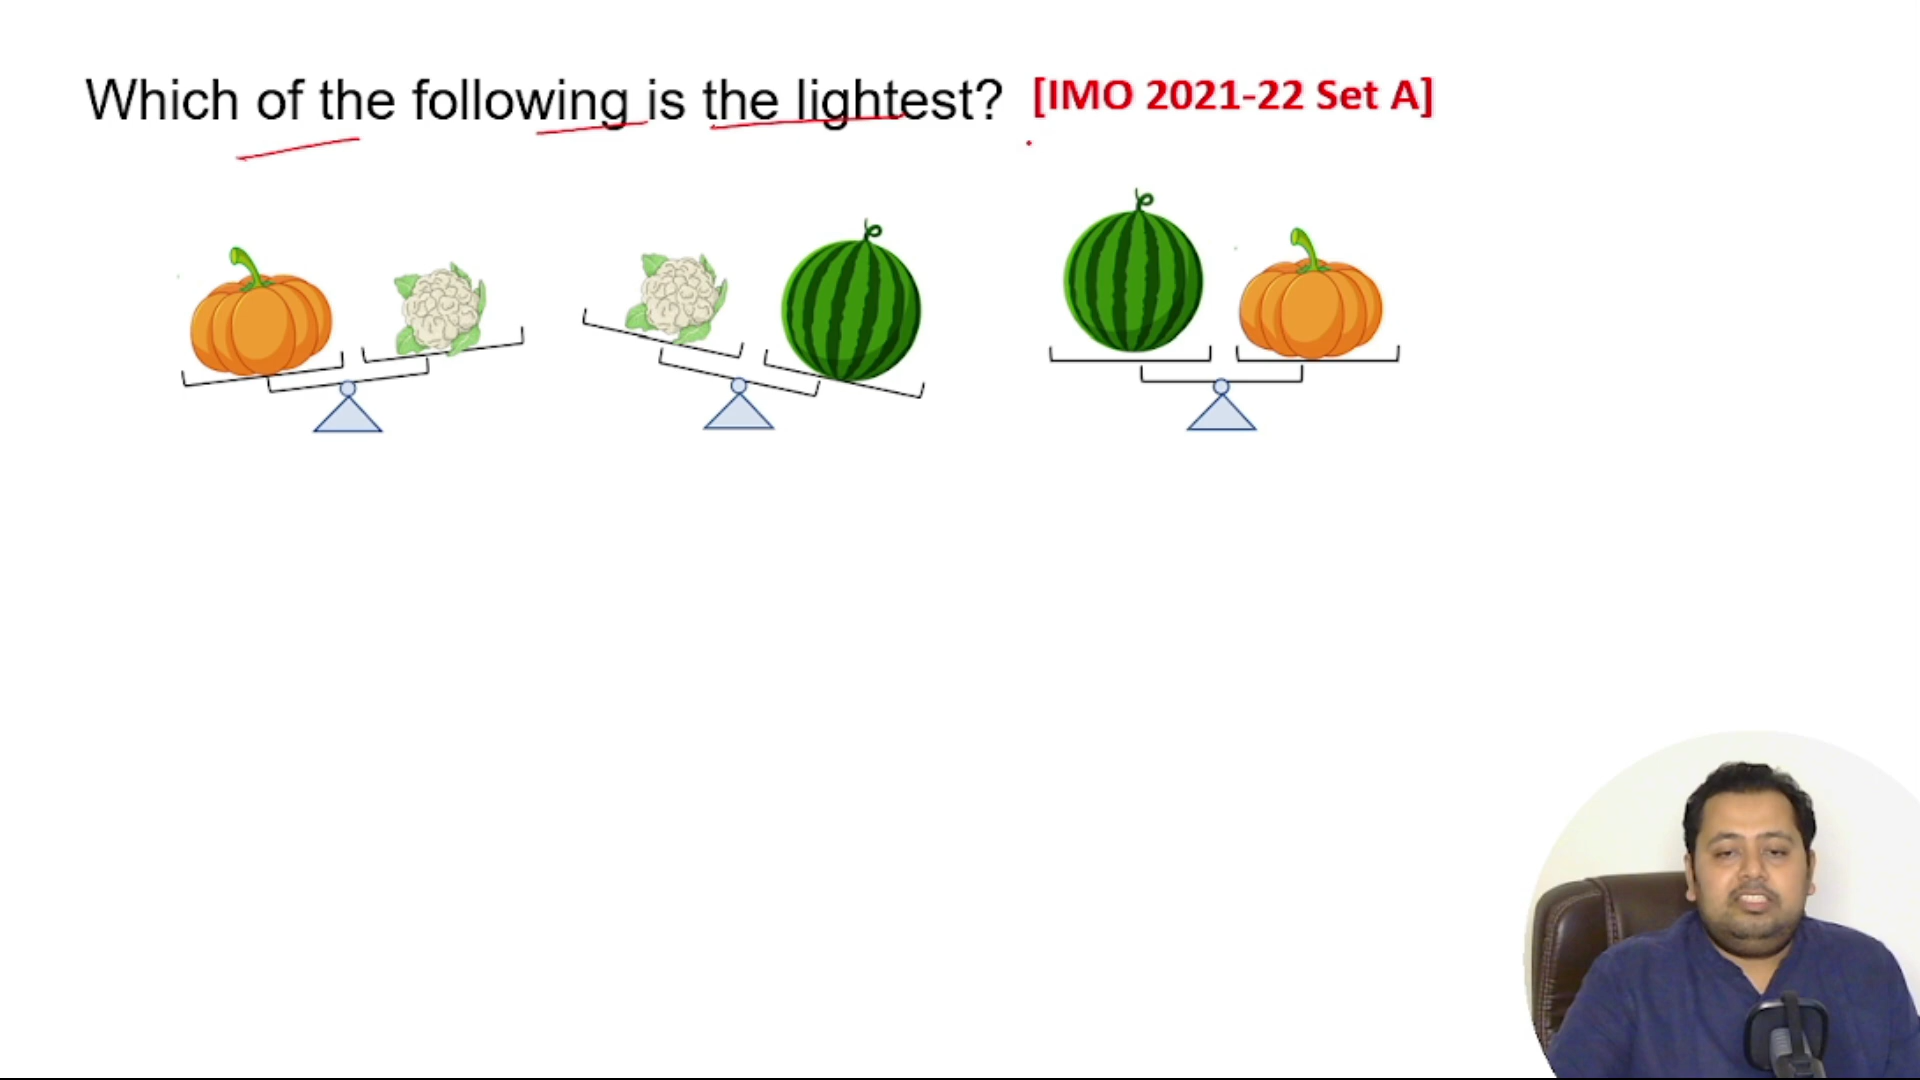 Which of the following is the lightest? [IMO 2021-22 Set A]